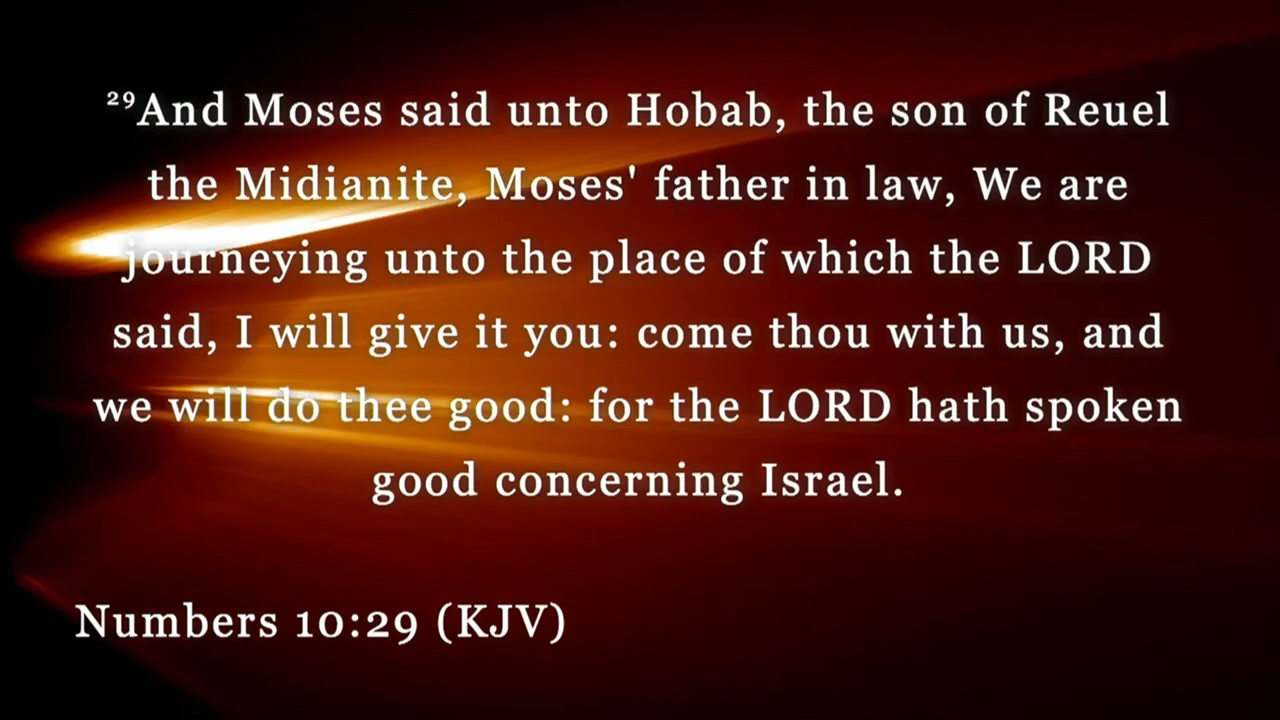 ²⁹And Moses said unto Hobab, the son of Reuel
the Midianite, Moses' father in law, We are
journeying unto the place of which the LORD
said, I will give it you: come thou with us, and
we will do thee good: for the LORD hath spoken
good concerning Israel.
Numbers 10:29 (KJV)